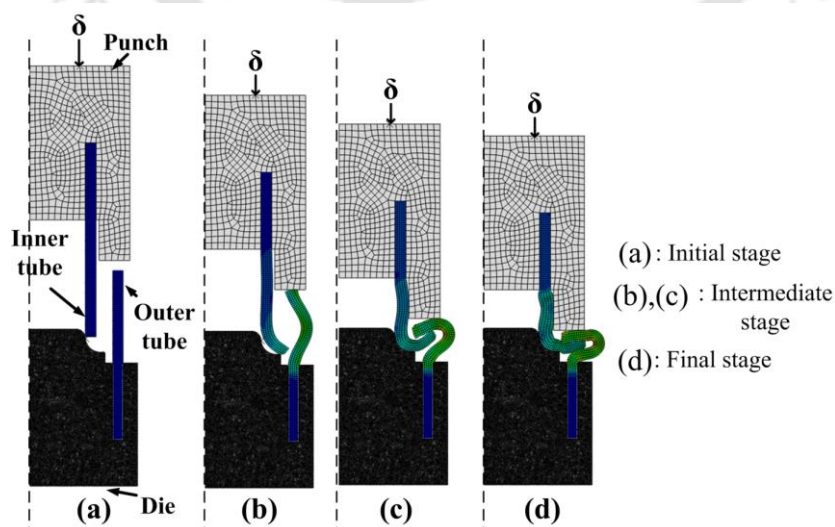 δ
Punch
δ
δ
δ
Inner
tube
Outer
tube
(a): Initial stage
(b),(c) : Intermediate
stage
(d): Final stage
Die
(a)
(b)
(c)
(d)